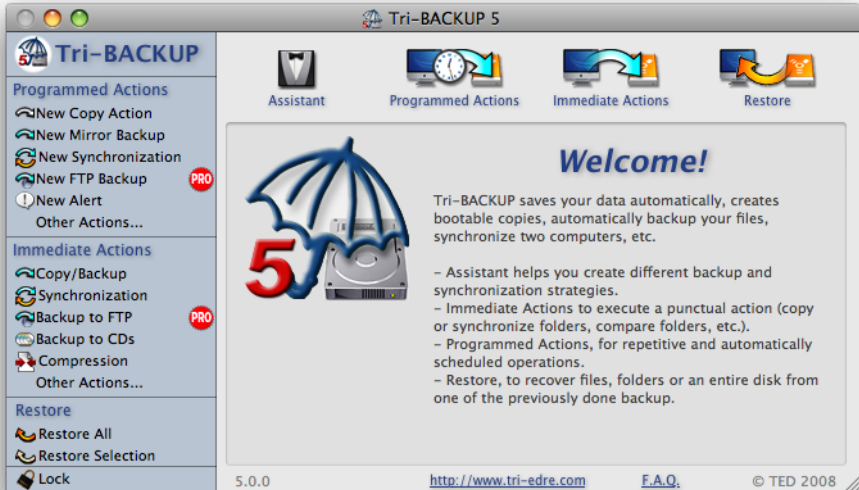 Tri-BACKUP 5
5 Tri-BACKUP
Programmed Actions
New Copy Action
New Mirror Backup
New Synchronization
New FTP Backup PRO
New Alert
Other Actions...
Immediate Actions
Copy/Backup
Synchronization
Backup to FTP PRO
Backup to CDs
Compression
Other Actions...
Restore
Restore All
Restore Selection
Lock
Assistant
Programmed Actions
Immediate Actions
Restore
5
Welcome!
Tri-BACKUP saves your data automatically, creates
bootable copies, automatically backup your files,
synchronize two computers, etc.
– Assistant helps you create different backup and
synchronization strategies.
– Immediate Actions to execute a punctual action (copy
or synchronize folders, compare folders, etc.).
– Programmed Actions, for repetitive and automatically
scheduled operations.
– Restore, to recover files, folders or an entire disk from
one of the previously done backup.
5.0.0
http://www.tri-edre.com
F.A.Q.
© TED 2008